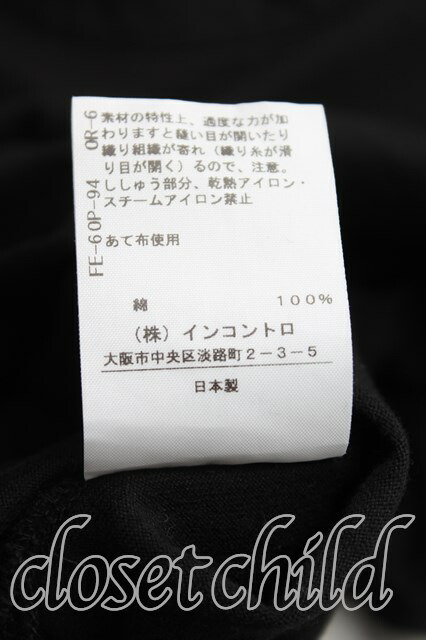 素材の特性上、過度な力が加
わりますと縫い目が開いたり
織り組織が寄れ（織り糸が滑
り目が開く）るので、注意。
ししゅう部分、乾熱アイロン・
スチームアイロン禁止
あて布使用
綿 100%
（株）インコントロ
大阪市中央区淡路町2－3－5
日本製
FE-60P-94 0R-6
closet child